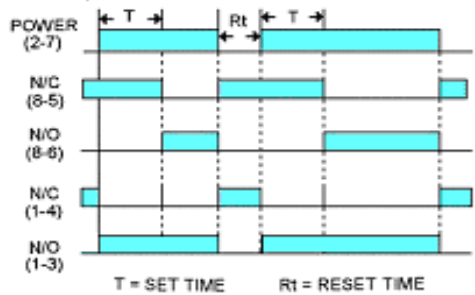 T Rt T
POWER
(2-7)
N/C
(8-5)
N/O
(8-6)
N/C
(1-4)
N/O
(1-3)
T = SET TIME Rt = RESET TIME